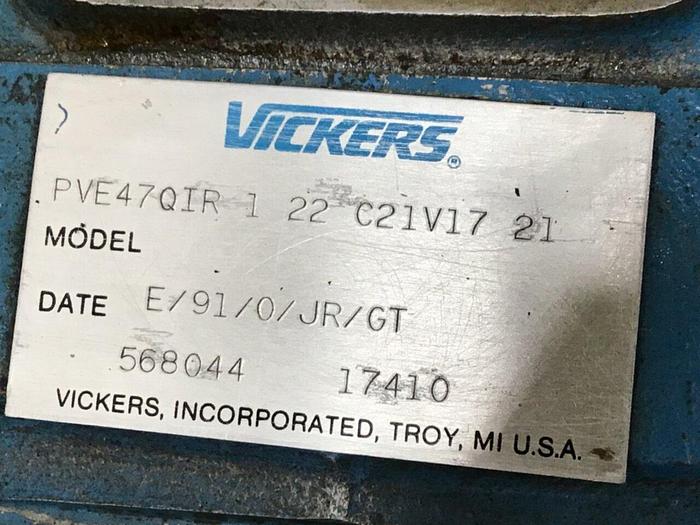 VICKERS®
PVE47QIR 1 22 C21V17 21
MODEL
DATE E/91/0/JR/GT
568044 17410
VICKERS, INCORPORATED, TROY, MI U.S.A.